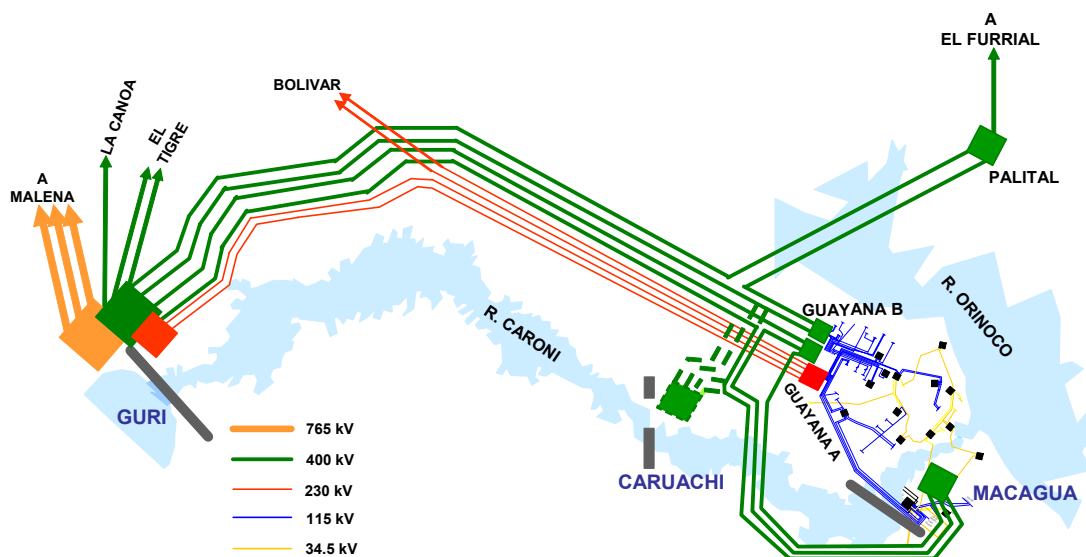 A
EL FURRIAL
BOLIVAR
LA CANOA
EL
TIGRE
A
MALENA
PALITAL
R. ORINOCO
GUAYANA B
R. CARONI
GUAYANA A
GURI
CARUACHI
MACAGUA
765 kV
400 kV
230 kV
115 kV
34.5 kV